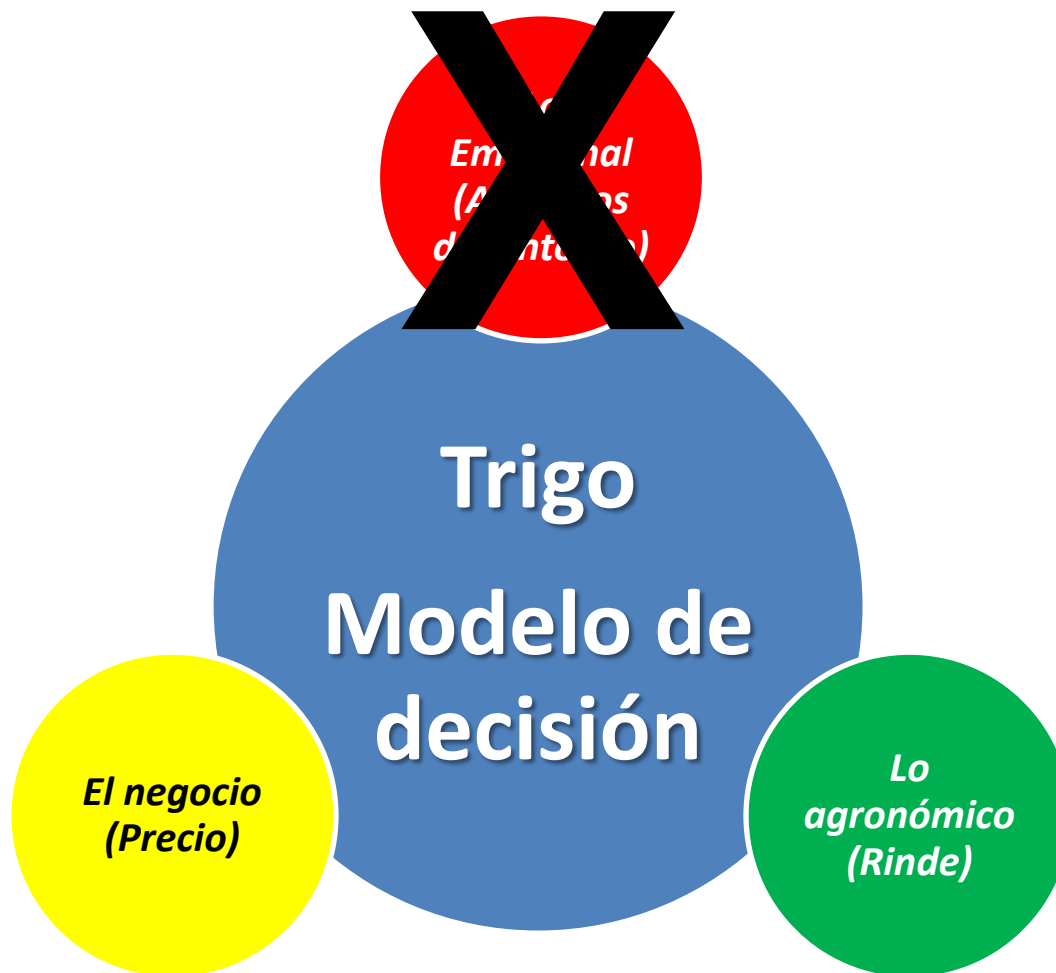 Trigo
Modelo de
decisión
El negocio
(Precio)
Lo
agronómico
(Rinde)